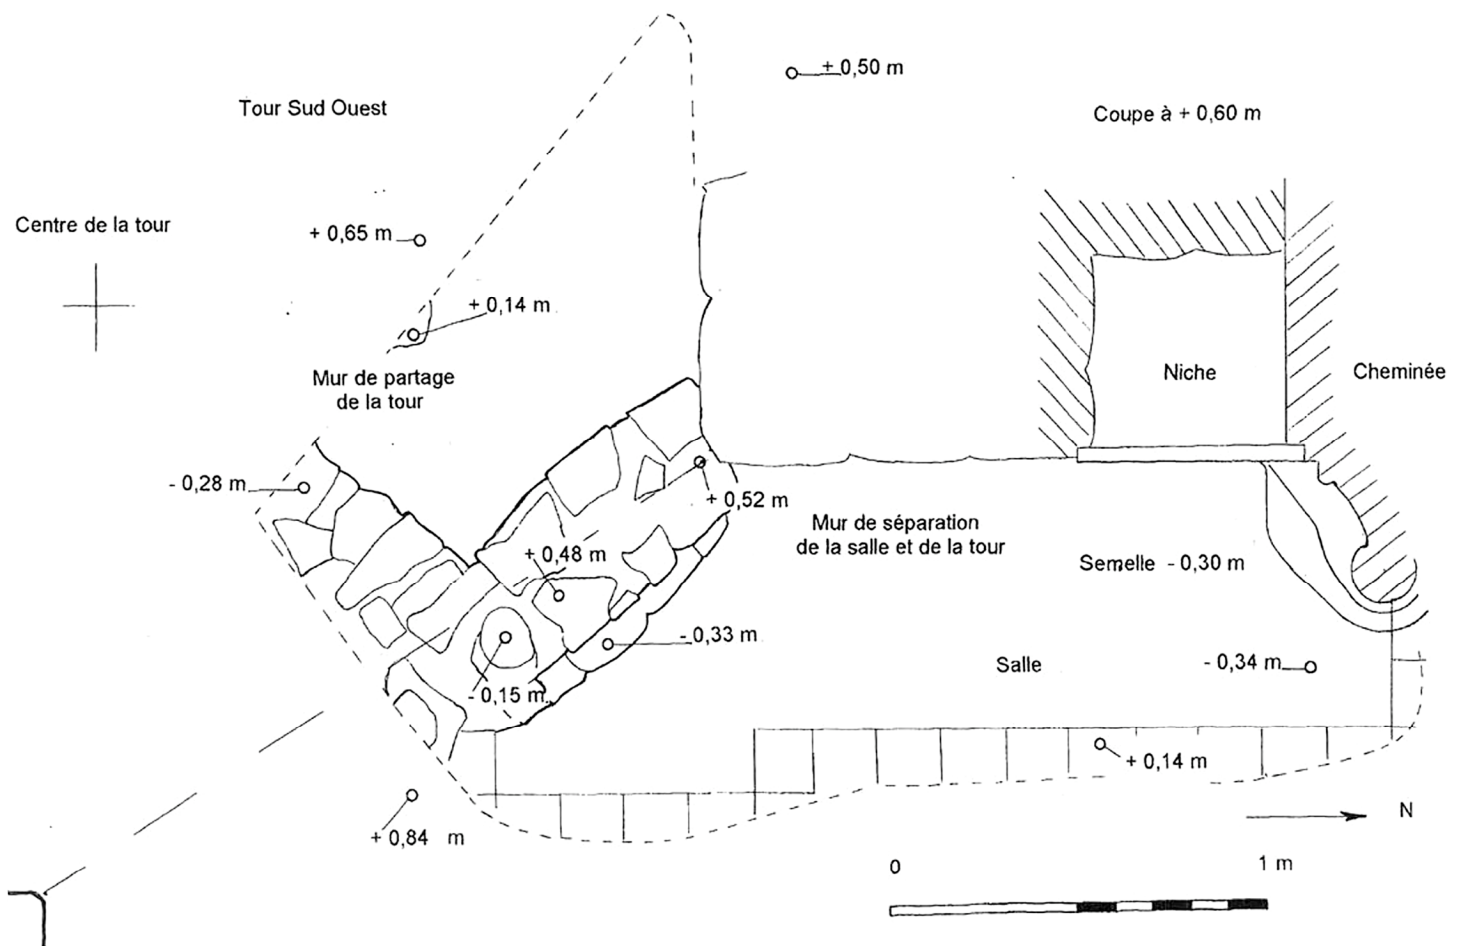 + 0,50 m
Tour Sud Ouest
Coupe à + 0,60 m
Centre de la tour
+ 0,65 m
+ 0,14 m
Mur de partage
de la tour
Niche
Cheminée
- 0,28 m
+ 0,52 m
Mur de séparation
de la salle et de la tour
+ 0,48 m
Semelle - 0,30 m
- 0,33 m
Salle
- 0,34 m
- 0,15 m
+ 0,14 m
N
+ 0,84 m
0
1 m